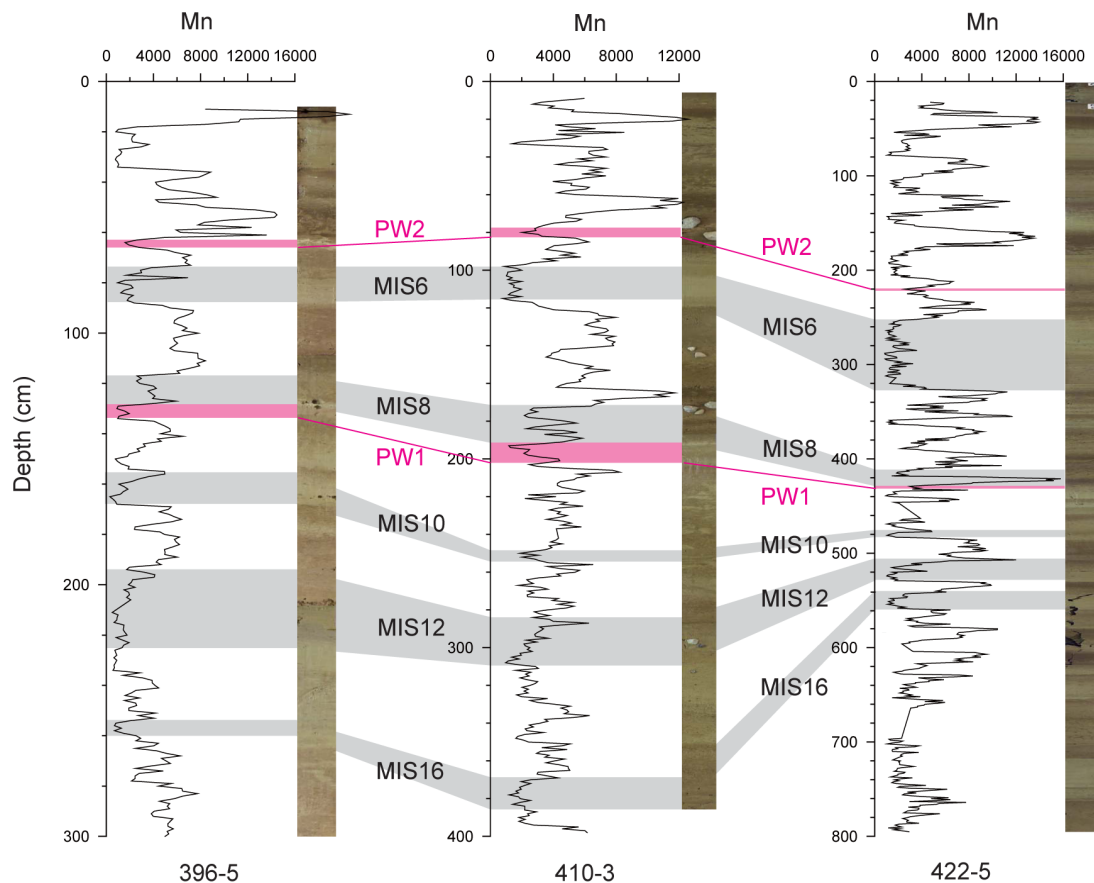 Mn Mn Mn
0 4000 8000 12000 16000
0 4000 8000 12000
0 4000 8000 12000 16000
0 0 0
100
PW2 PW2
200
100
MIS6 MIS6
300
100
MIS8 MIS8
400
200
PW1 PW1
Depth (cm)
MIS10 MIS10
500
200
MIS12 MIS12
300
600
MIS16 MIS16
700
300 400 800
396-5 410-3 422-5